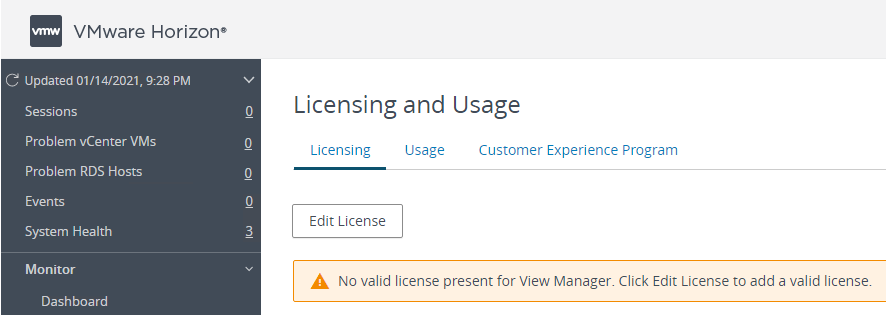 vmw VMware Horizon®
Updated 01/14/2021, 9:28 PM
Sessions 0
Problem vCenter VMs 0
Problem RDS Hosts 0
Events 0
System Health 3
Monitor
Dashboard
Licensing and Usage
Licensing Usage Customer Experience Program
Edit License
No valid license present for View Manager. Click Edit License to add a valid license.